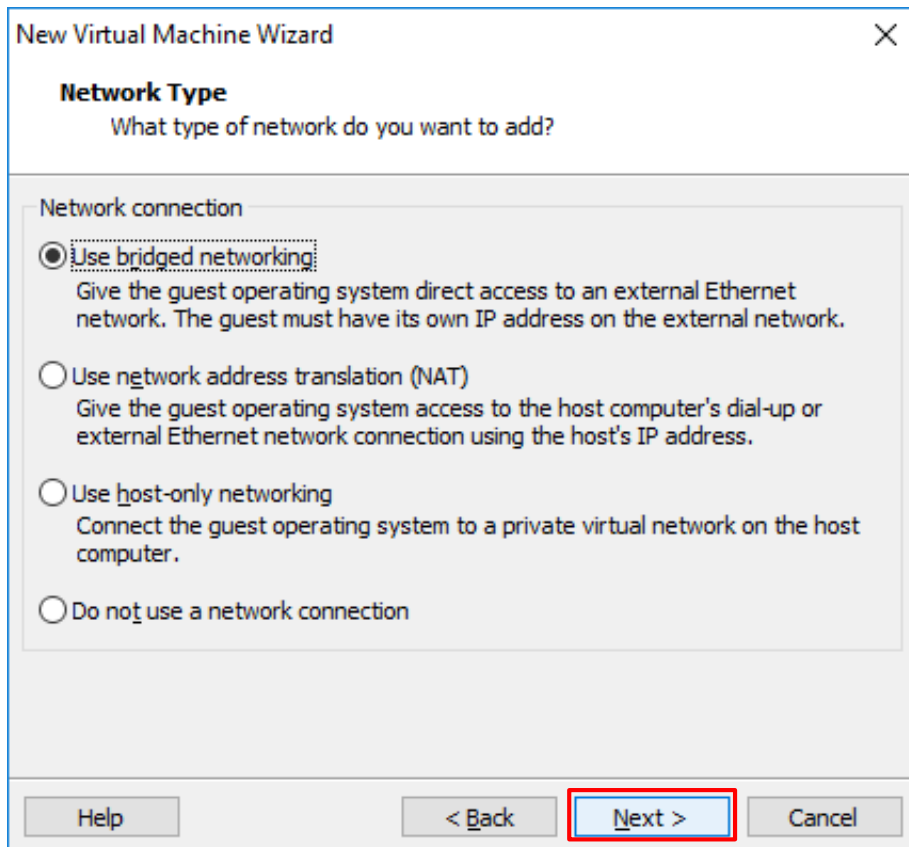 New Virtual Machine Wizard
Network Type
What type of network do you want to add?
Network connection
Use bridged networking
Give the guest operating system direct access to an external Ethernet
network. The guest must have its own IP address on the external network.
Use network address translation (NAT)
Give the guest operating system access to the host computer's dial-up or
external Ethernet network connection using the host's IP address.
Use host-only networking
Connect the guest operating system to a private virtual network on the host
computer.
Do not use a network connection
Help
< Back
Next >
Cancel